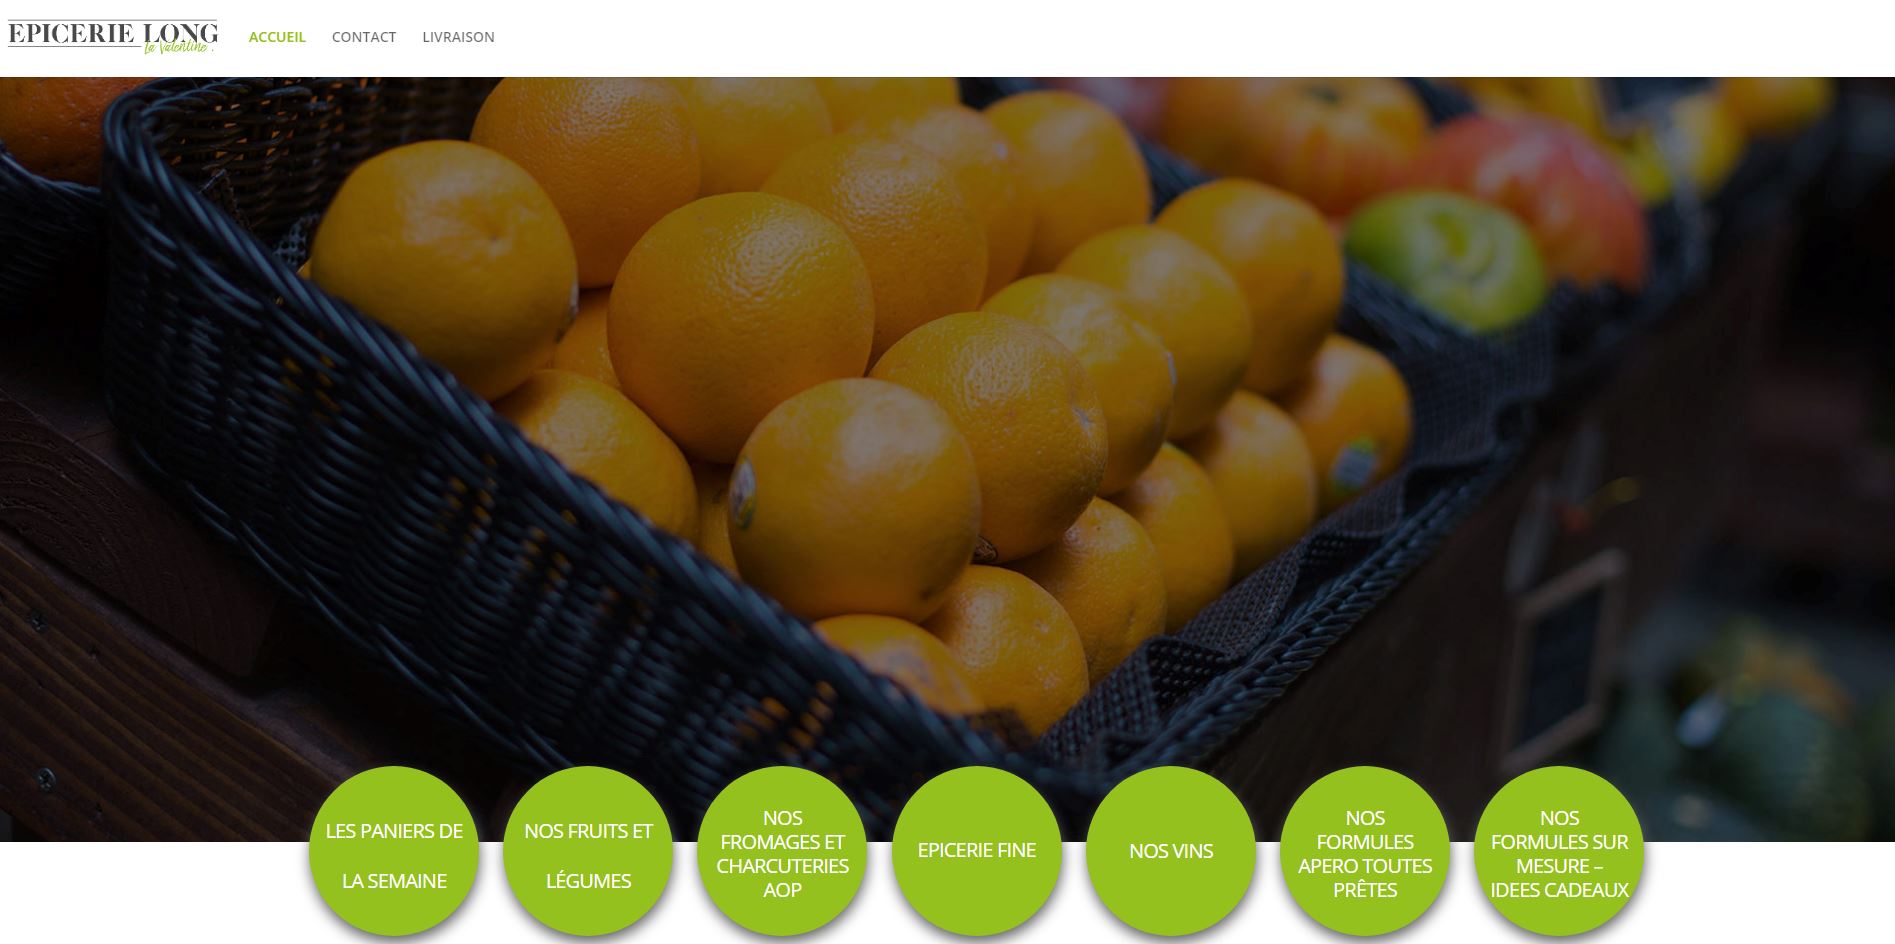 EPICERIE LONG
La Valentine .
ACCUEIL
CONTACT
LIVRAISON
LES PANIERS DE
LA SEMAINE
NOS FRUITS ET
LÉGUMES
NOS
FROMAGES ET
CHARCUTERIES
AOP
EPICERIE FINE
NOS VINS
NOS
FORMULES
APERO TOUTES
PRÊTES
NOS
FORMULES SUR
MESURE –
IDEES CADEAUX